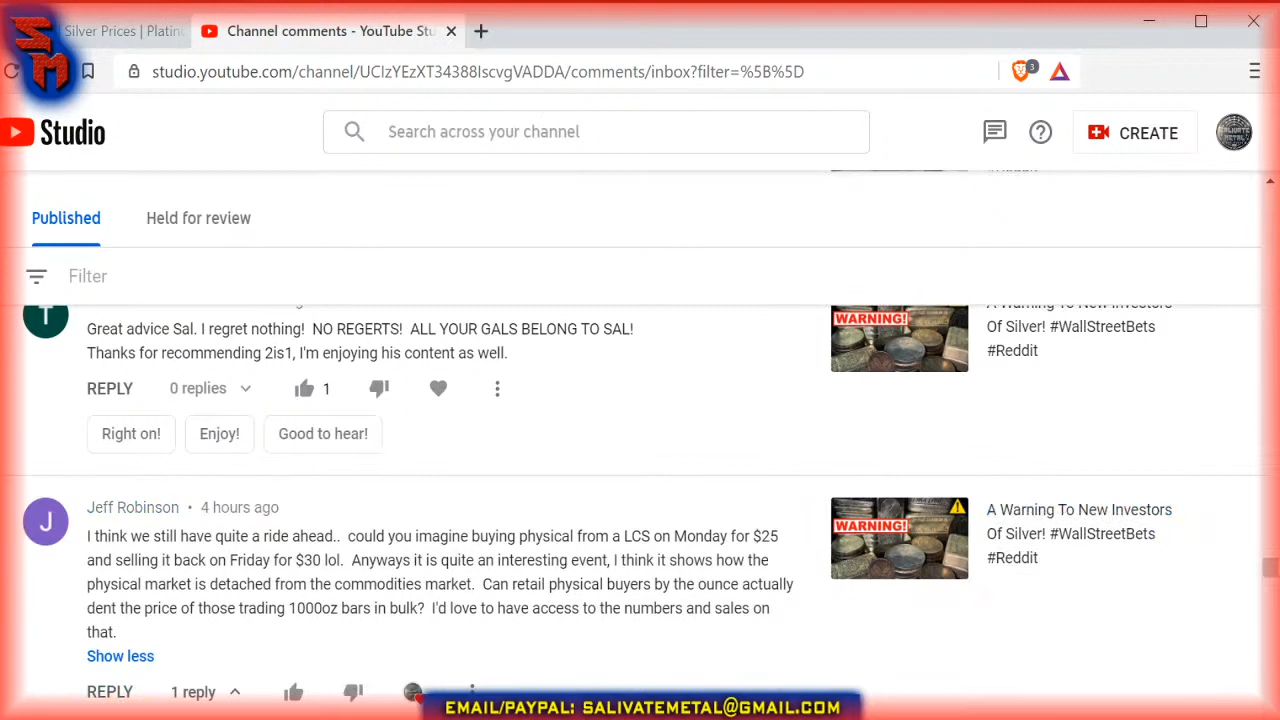 SM
Silver Prices | Platin
Channel comments - YouTube Stu
studio.youtube.com/channel/UCIzYEzXT34388IscvgVADDA/comments/inbox?filter=%5B%5D
3
Studio
Search across your channel
CREATE
Published
Held for review
Filter
T
Great advice Sal. I regret nothing! NO REGERTS! ALL YOUR GALS BELONG TO SAL!
Thanks for recommending 2is1, I'm enjoying his content as well.
REPLY
0 replies
1
Right on!
Enjoy!
Good to hear!
WARNING!
A Warning To New Investors
Of Silver! #WallStreetBets
#Reddit
J
Jeff Robinson • 4 hours ago
I think we still have quite a ride ahead.. could you imagine buying physical from a LCS on Monday for $25
and selling it back on Friday for $30 lol. Anyways it is quite an interesting event, I think it shows how the
physical market is detached from the commodities market. Can retail physical buyers by the ounce actually
dent the price of those trading 1000oz bars in bulk? I'd love to have access to the numbers and sales on
that.
Show less
REPLY
1 reply
WARNING!
A Warning To New Investors
Of Silver! #WallStreetBets
#Reddit
EMAIL/PAYPAL: SALIVATEMETAL@GMAIL.COM